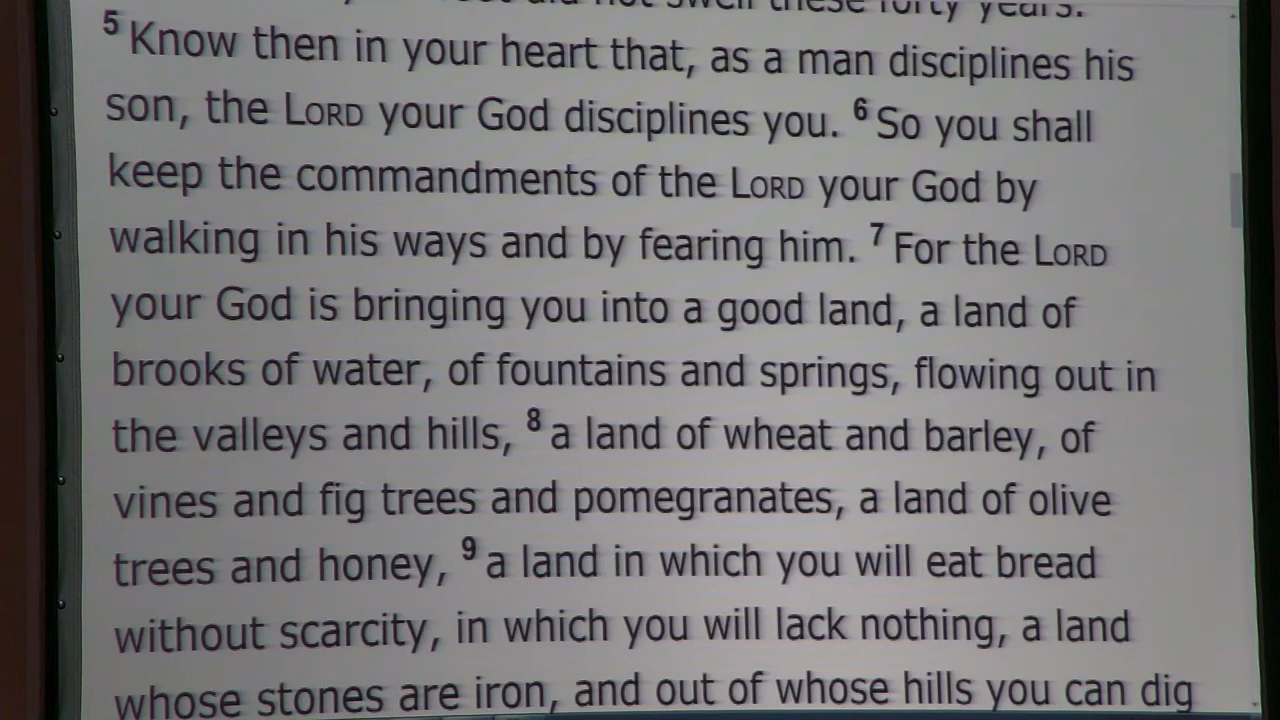 did not swell these forty years.
5 Know then in your heart that, as a man disciplines his
son, the LORD your God disciplines you. 6 So you shall
keep the commandments of the LORD your God by
walking in his ways and by fearing him. 7 For the LORD
your God is bringing you into a good land, a land of
brooks of water, of fountains and springs, flowing out in
the valleys and hills, 8 a land of wheat and barley, of
vines and fig trees and pomegranates, a land of olive
trees and honey, 9 a land in which you will eat bread
without scarcity, in which you will lack nothing, a land
whose stones are iron, and out of whose hills you can dig